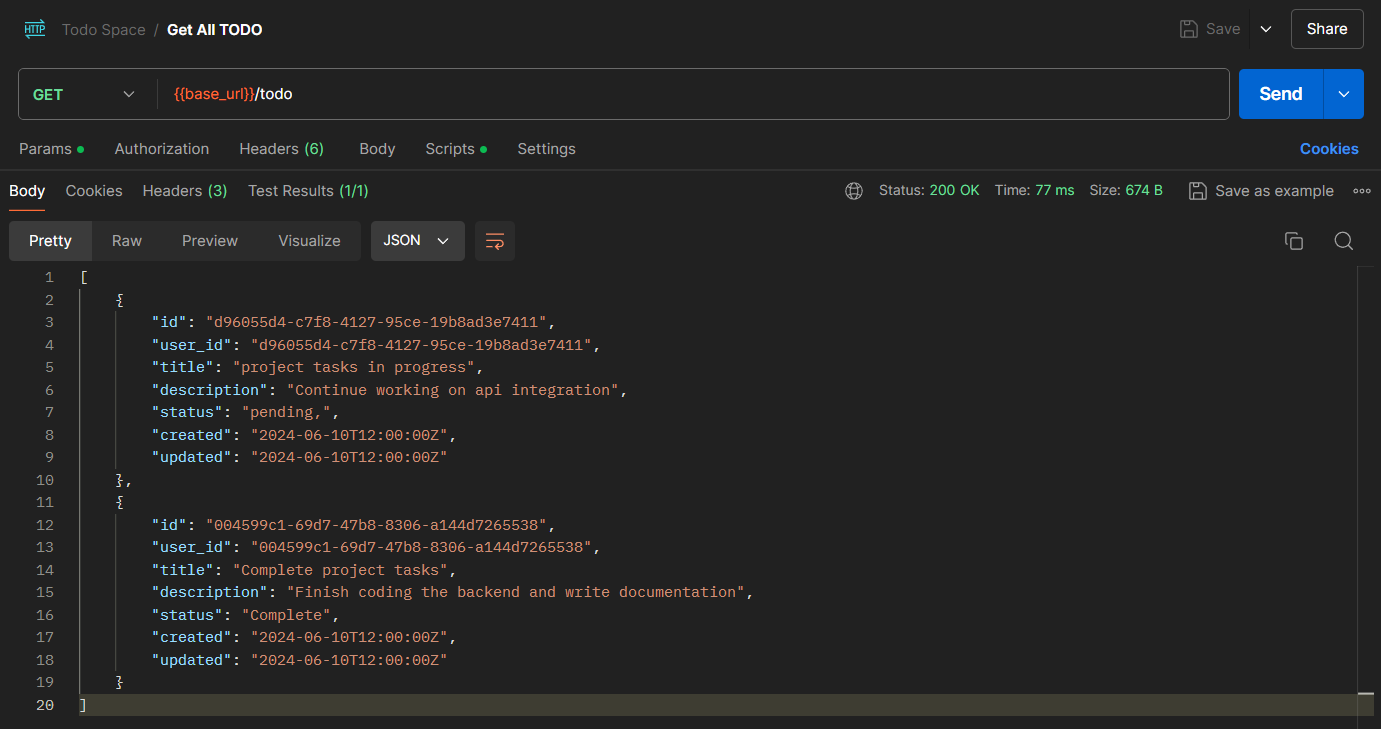 HTTP Todo Space / Get All TODO Save Share
GET {{base_url}}/todo Send
Params Authorization Headers (6) Body Scripts Settings Cookies
Body Cookies Headers (3) Test Results (1/1) Status: 200 OK Time: 77 ms Size: 674 B Save as example
Pretty Raw Preview Visualize JSON
1 [
2 {
3 "id": "d96055d4-c7f8-4127-95ce-19b8ad3e7411",
4 "user_id": "d96055d4-c7f8-4127-95ce-19b8ad3e7411",
5 "title": "project tasks in progress",
6 "description": "Continue working on api integration",
7 "status": "pending,",
8 "created": "2024-06-10T12:00:00Z",
9 "updated": "2024-06-10T12:00:00Z"
10 },
11 {
12 "id": "004599c1-69d7-47b8-8306-a144d7265538",
13 "user_id": "004599c1-69d7-47b8-8306-a144d7265538",
14 "title": "Complete project tasks",
15 "description": "Finish coding the backend and write documentation",
16 "status": "Complete",
17 "created": "2024-06-10T12:00:00Z",
18 "updated": "2024-06-10T12:00:00Z"
19 }
20 ]